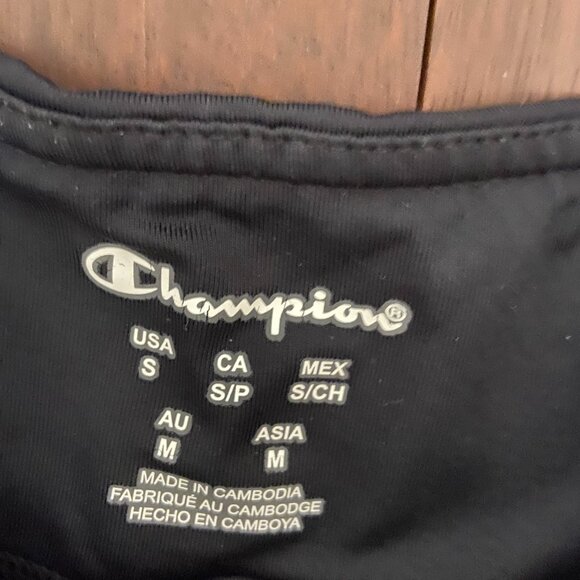 Champion®
USA CA MEX
S S/P S/CH
AU ASIA
M M
MADE IN CAMBODIA
FABRIQUÉ AU CAMBODGE
HECHO EN CAMBOYA